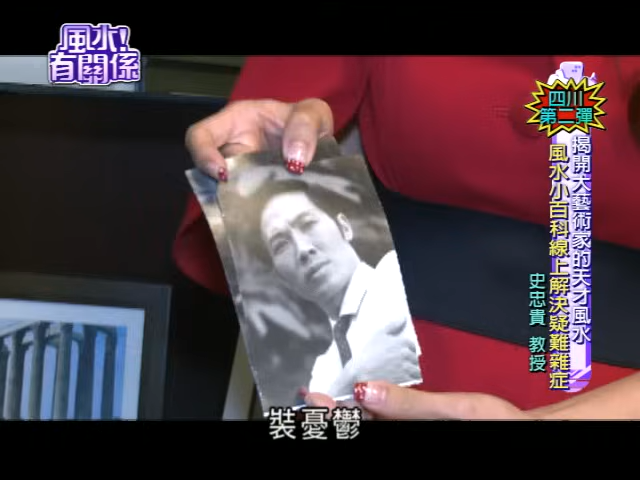 風水!
有關係
四川
第二彈
揭開大藝術家的天才風水
風水小百科線上解決疑難雜症
史忠貴 教授
裝憂鬱